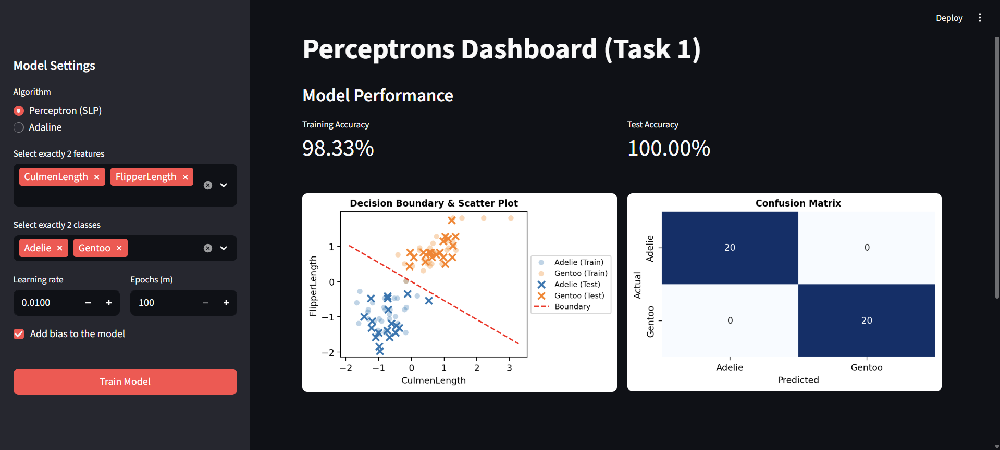 Deploy
Model Settings
Algorithm
Perceptron (SLP)
Adaline
Select exactly 2 features
CulmenLength × FlipperLength ×
Select exactly 2 classes
Adelie × Gentoo ×
Learning rate Epochs (m)
0.0100 − + 100 − +
Add bias to the model
Train Model
Perceptrons Dashboard (Task 1)
Model Performance
Training Accuracy Test Accuracy
98.33% 100.00%
Decision Boundary & Scatter Plot
1
0
−1
−2
FlipperLength
−2 −1 0 1 2 3
CulmenLength
Adelie (Train)
Gentoo (Train)
Adelie (Test)
Gentoo (Test)
Boundary
Confusion Matrix
Actual
Adelie
20 0
Gentoo
0 20
Adelie Gentoo
Predicted